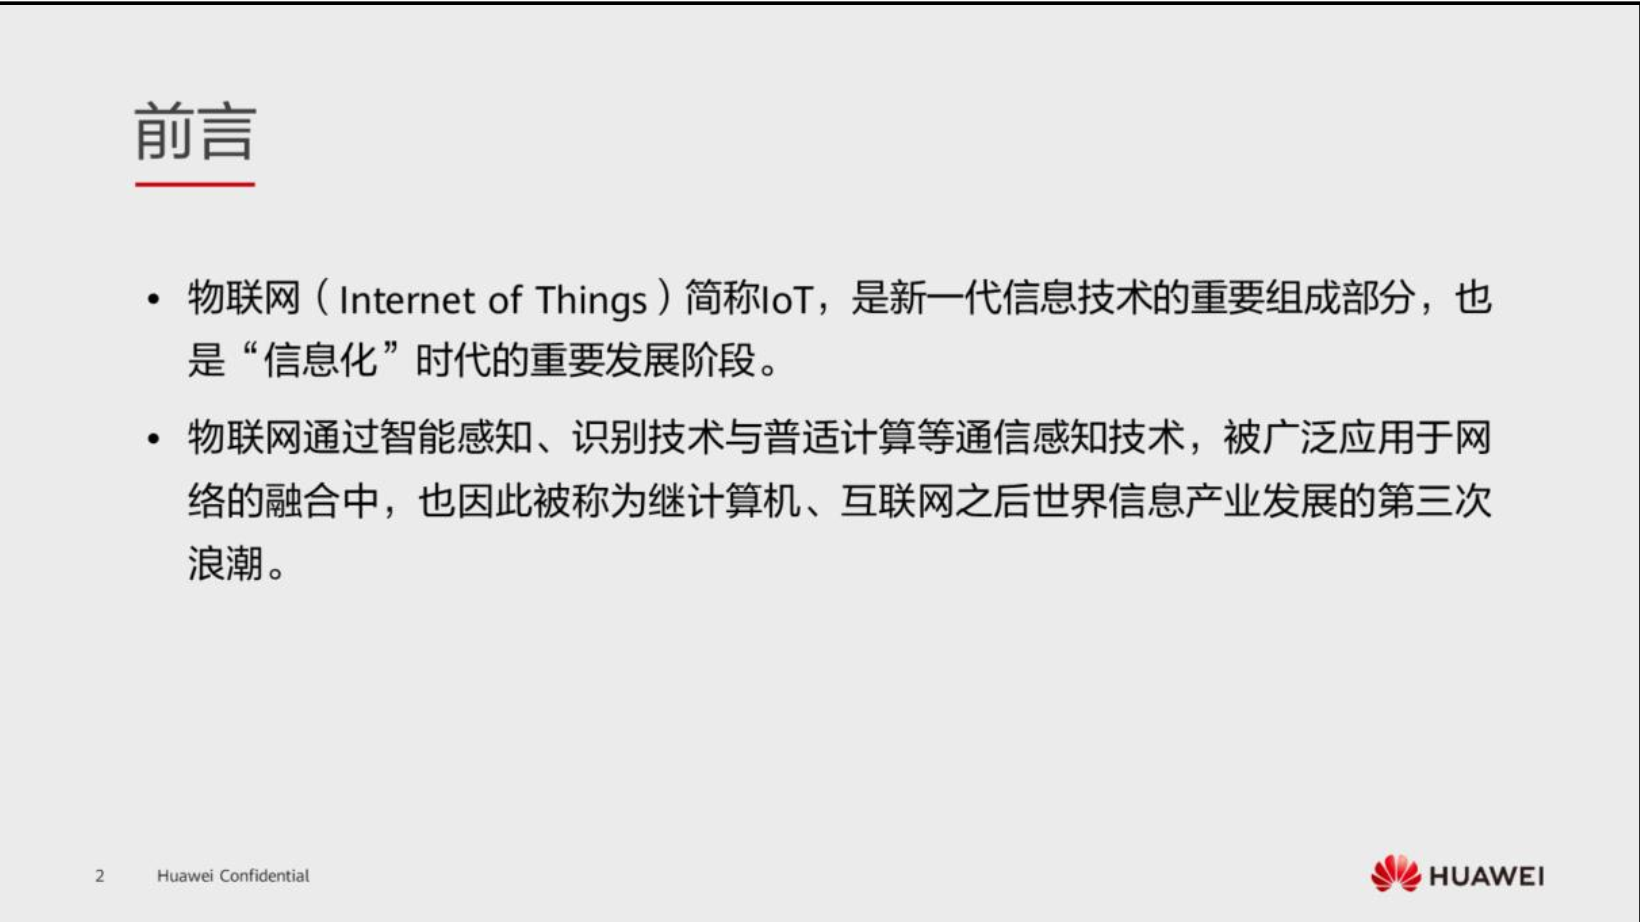 前言
• 物联网（Internet of Things）简称IoT，是新一代信息技术的重要组成部分，也
是“信息化”时代的重要发展阶段。
• 物联网通过智能感知、识别技术与普适计算等通信感知技术，被广泛应用于网
络的融合中，也因此被称为继计算机、互联网之后世界信息产业发展的第三次
浪潮。
2 Huawei Confidential
HUAWEI